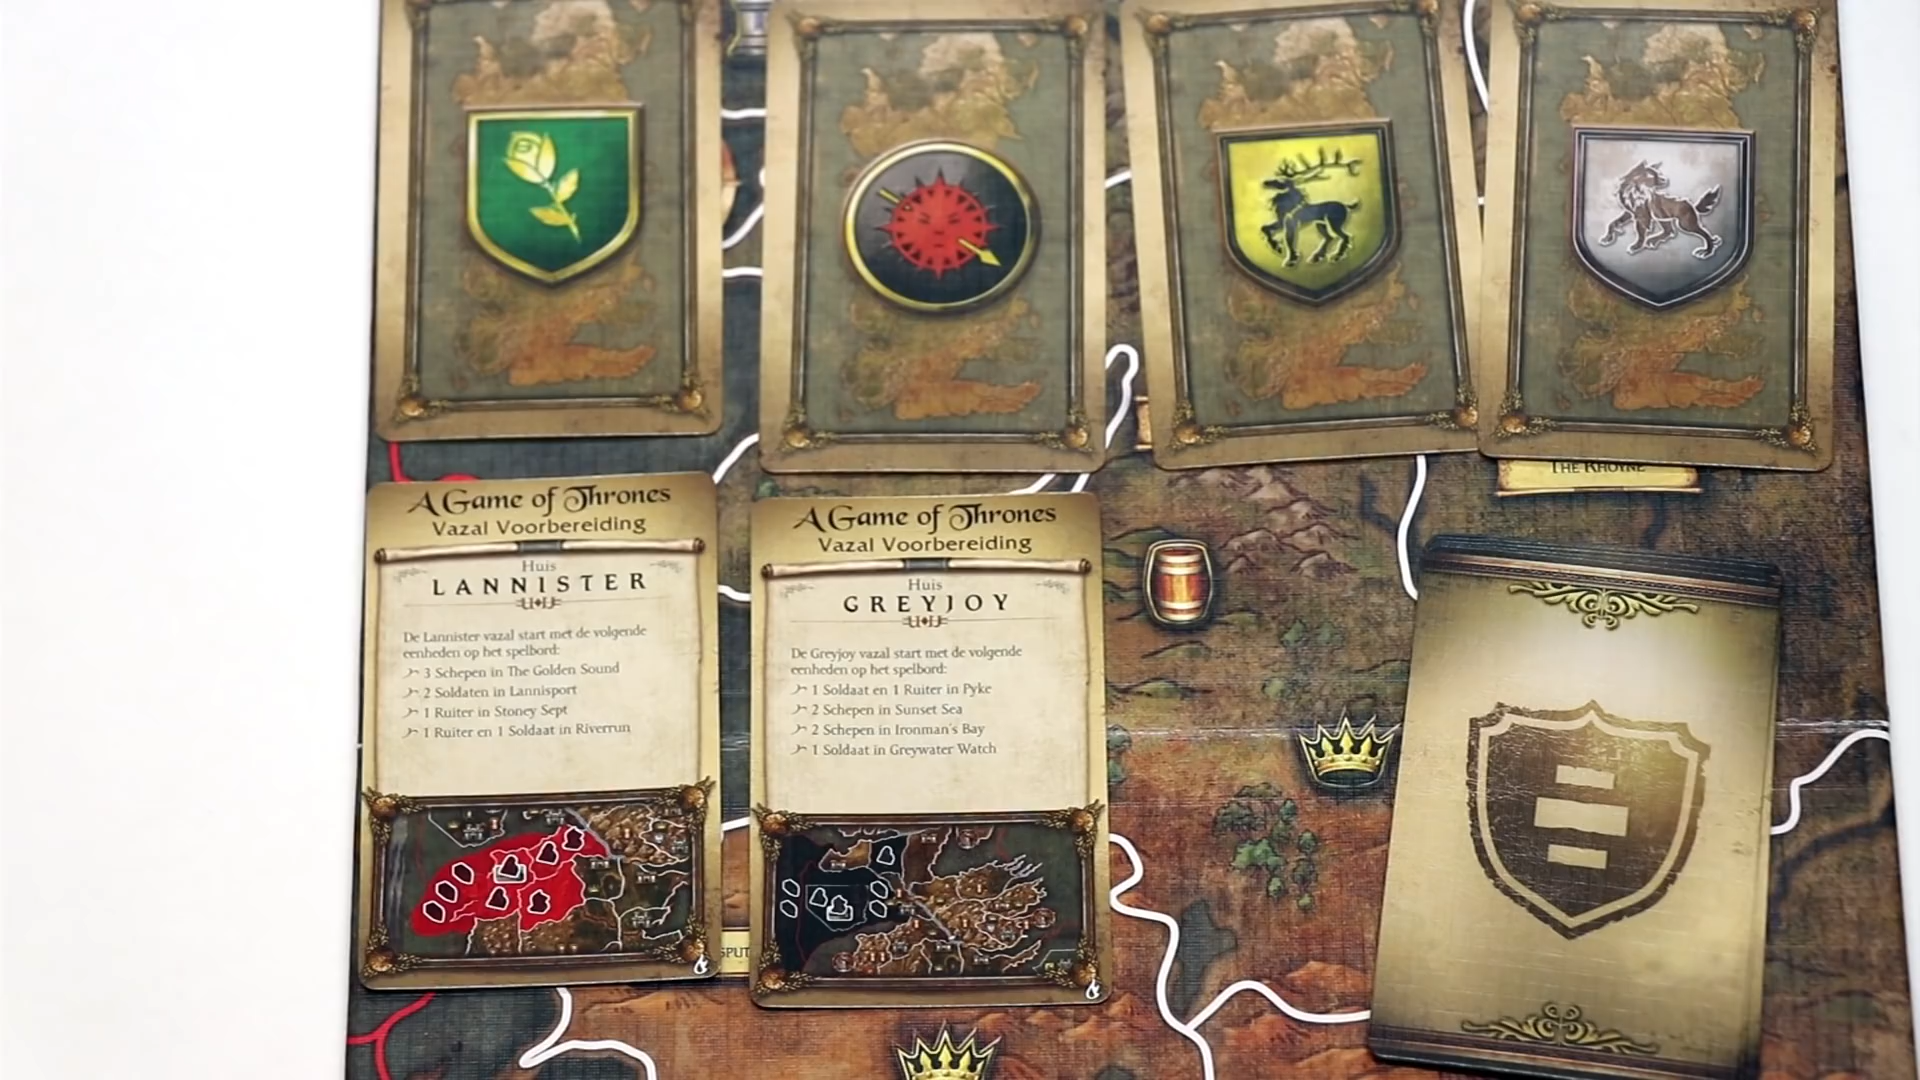 THE RHOYNE
A GAME OF THRONES
Vazal Voorbereiding
Huis
LANNISTER
De Lannister vazal start met de volgende
eenheden op het spelbord:
3 Schepen in The Golden Sound
2 Soldaten in Lannisport
1 Ruiter in Stoney Sept
1 Ruiter en 1 Soldaat in Riverrun
A GAME OF THRONES
Vazal Voorbereiding
Huis
GREYJOY
De Greyjoy vazal start met de volgende
eenheden op het spelbord:
1 Soldaat en 1 Ruiter in Pyke
2 Schepen in Sunset Sea
2 Schepen in Ironman's Bay
1 Soldaat in Greywater Watch
SPUT